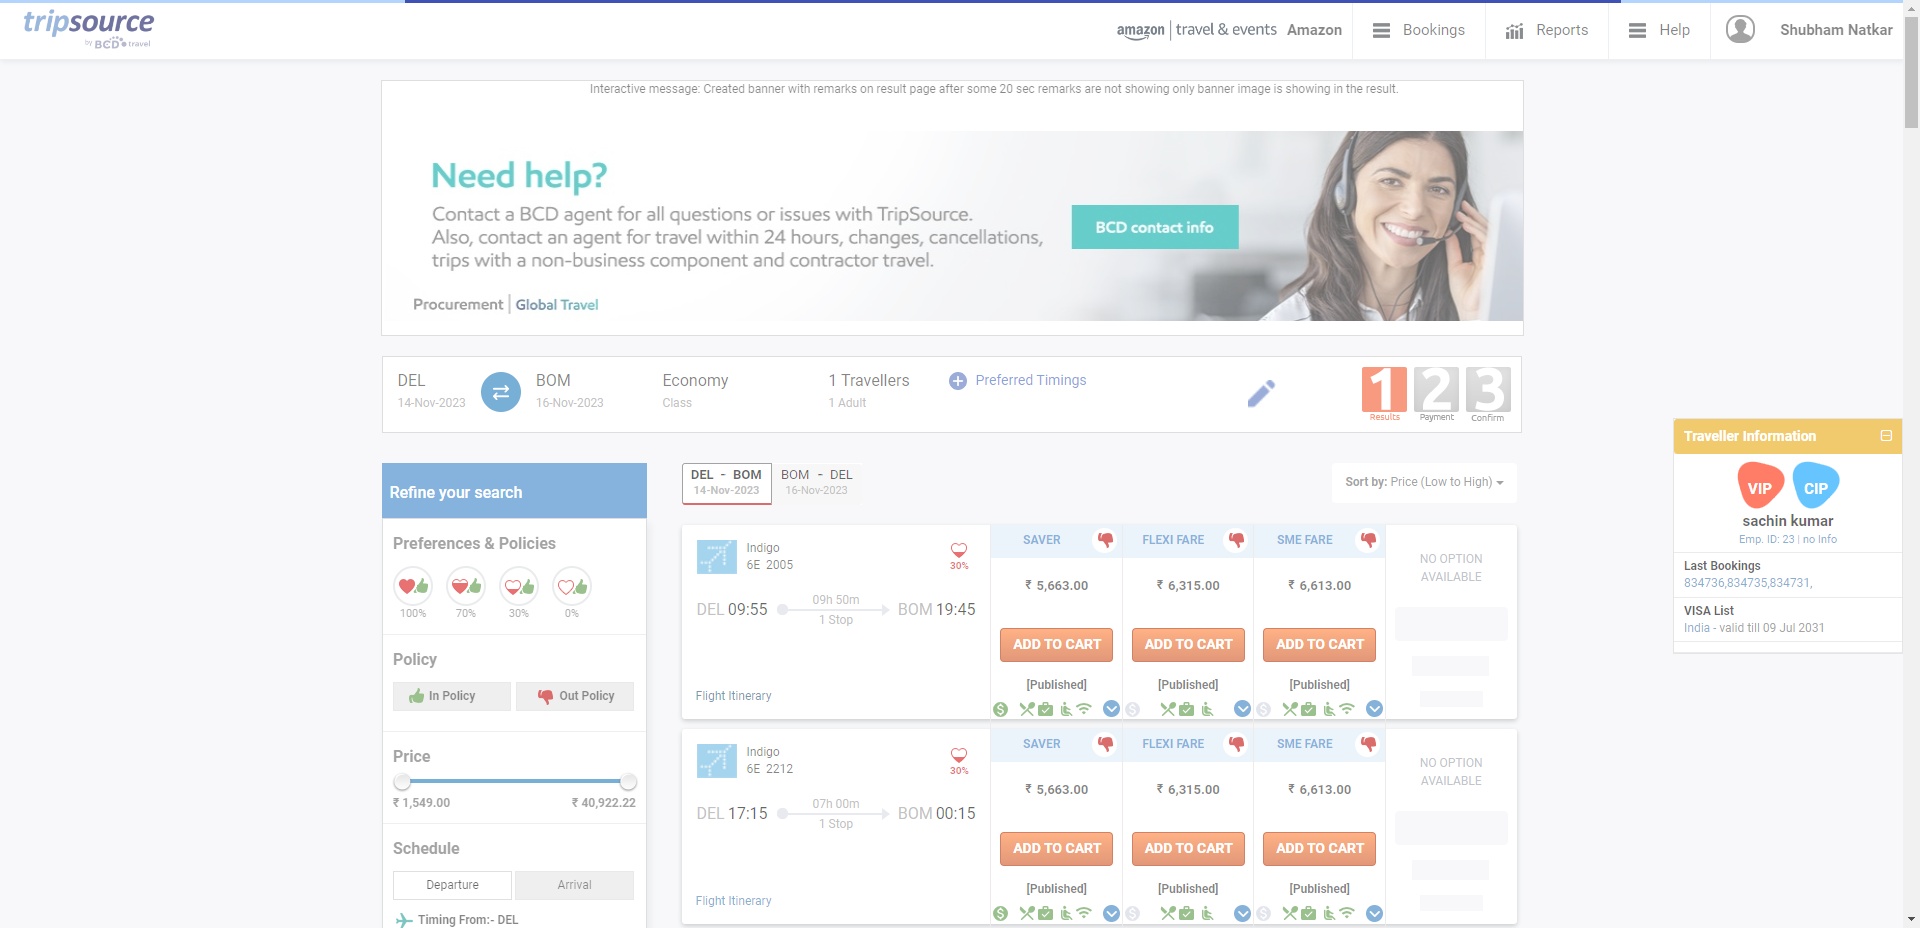 tripsource
by BCD travel
amazon | travel & events Amazon
Bookings
Reports
Help
Shubham Natkar
Interactive message: Created banner with remarks on result page after some 20 sec remarks are not showing only banner image is showing in the result.
Need help?
Contact a BCD agent for all questions or issues with TripSource.
Also, contact an agent for travel within 24 hours, changes, cancellations,
trips with a non-business component and contractor travel.
BCD contact info
Procurement | Global Travel
DEL
14-Nov-2023
BOM
16-Nov-2023
Economy
Class
1 Travellers
1 Adult
Preferred Timings
1 Results
2 Payment
3 Confirm
Refine your search
Preferences & Policies
100%
70%
30%
0%
Policy
In Policy
Out Policy
Price
₹ 1,549.00
₹ 40,922.22
Schedule
Departure
Arrival
Timing From:- DEL
DEL - BOM
14-Nov-2023
BOM - DEL
16-Nov-2023
Sort by: Price (Low to High)
Indigo
6E 2005
30%
DEL 09:55
09h 50m
1 Stop
BOM 19:45
Flight Itinerary
SAVER
₹ 5,663.00
ADD TO CART
[Published]
FLEXI FARE
₹ 6,315.00
ADD TO CART
[Published]
SME FARE
₹ 6,613.00
ADD TO CART
[Published]
NO OPTION
AVAILABLE
Indigo
6E 2212
30%
DEL 17:15
07h 00m
1 Stop
BOM 00:15
Flight Itinerary
SAVER
₹ 5,663.00
ADD TO CART
[Published]
FLEXI FARE
₹ 6,315.00
ADD TO CART
[Published]
SME FARE
₹ 6,613.00
ADD TO CART
[Published]
NO OPTION
AVAILABLE
Traveller Information
VIP
CIP
sachin kumar
Emp. ID: 23 | no Info
Last Bookings
834736,834735,834731,
VISA List
India - valid till 09 Jul 2031